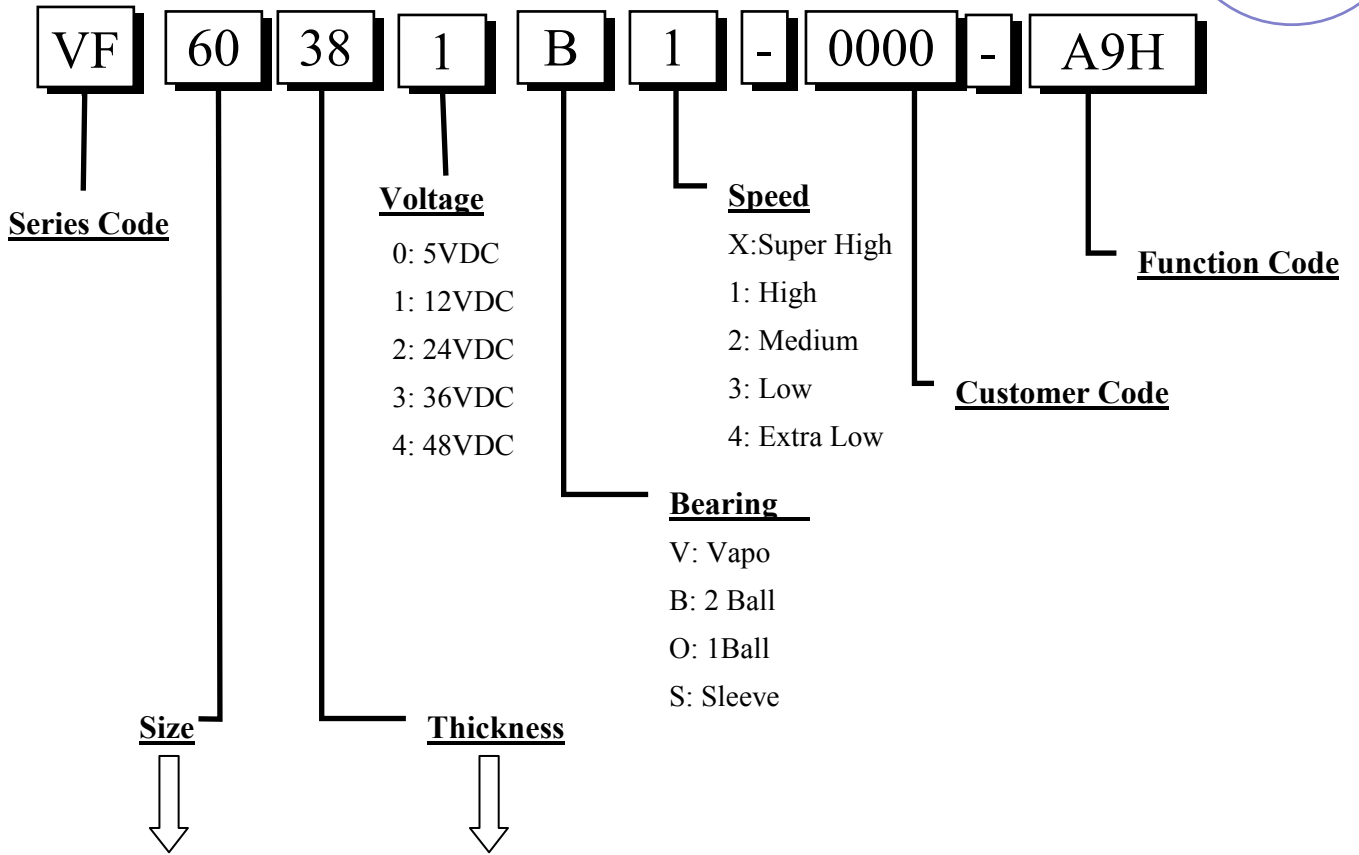 VF 60 38 1 B 1 - 0000 - A9H
Series Code
Voltage
0: 5VDC
1: 12VDC
2: 24VDC
3: 36VDC
4: 48VDC
Speed
X:Super High
1: High
2: Medium
3: Low
4: Extra Low
Function Code
Customer Code
Bearing
V: Vapo
B: 2 Ball
O: 1Ball
S: Sleeve
Size
Thickness